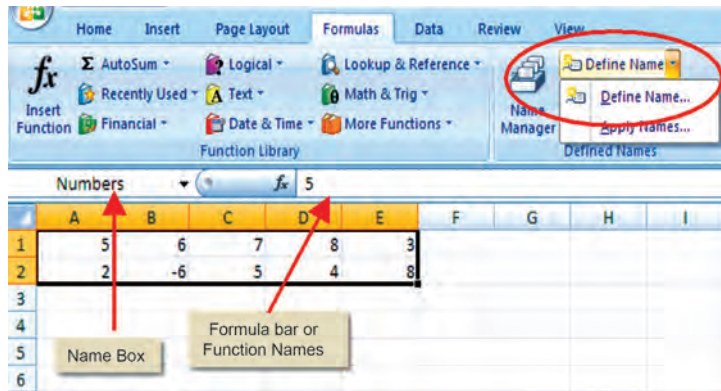 Home Insert Page Layout Formulas Data Review View
fx Σ AutoSum Logical Lookup & Reference Define Name
Recently Used A Text θ Math & Trig Define Name...
Insert Function Financial Date & Time More Functions Name Manager Apply Names...
Function Library Defined Names
Numbers fx 5
A B C D E F G H I
1 5 6 7 8 3
2 2 -6 5 4 8
3
4
5
6
Name Box
Formula bar or
Function Names